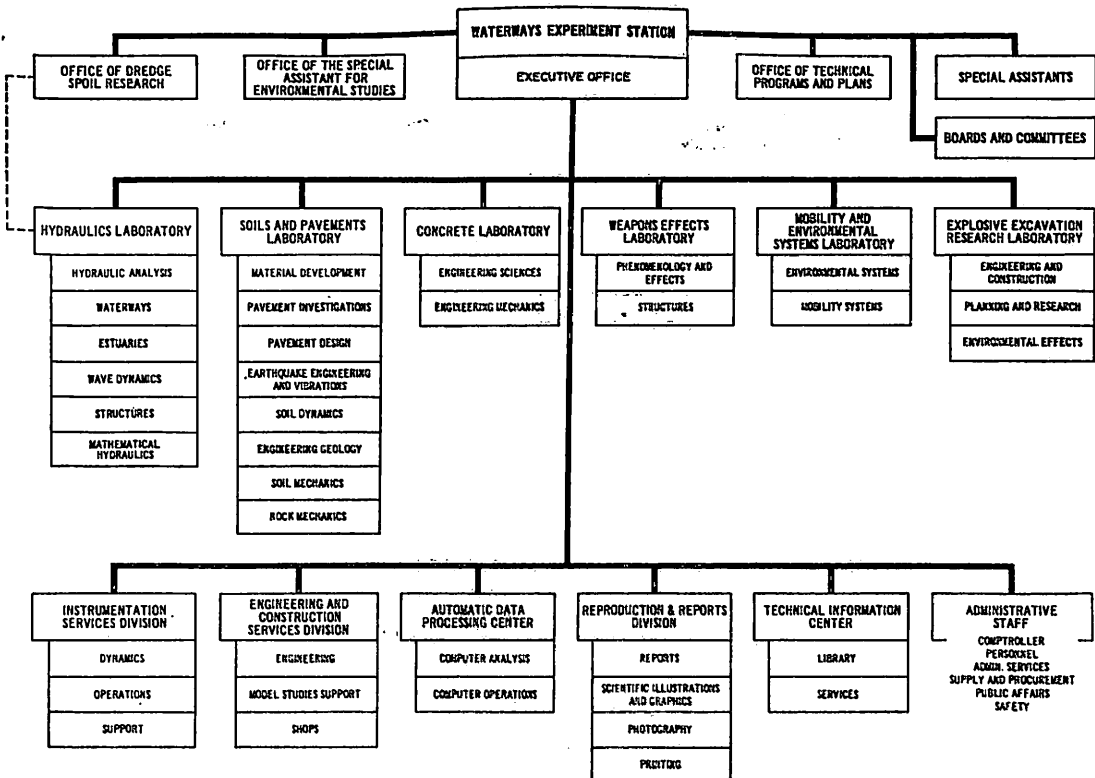 WATERWAYS EXPERIMENT STATION
EXECUTIVE OFFICE
OFFICE OF DREDGE
SPOIL RESEARCH
OFFICE OF THE SPECIAL
ASSISTANT FOR
ENVIRONMENTAL STUDIES
OFFICE OF TECHNICAL
PROGRAMS AND PLANS
SPECIAL ASSISTANTS
BOARDS AND COMMITTEES
HYDRAULICS LABORATORY
HYDRAULIC ANALYSIS
WATERWAYS
ESTUARIES
WAVE DYNAMICS
STRUCTURES
MATHEMATICAL
HYDRAULICS
SOILS AND PAVEMENTS
LABORATORY
MATERIAL DEVELOPMENT
PAVEMENT INVESTIGATIONS
PAVEMENT DESIGN
EARTHQUAKE ENGINEERING
AND VIBRATIONS
SOIL DYNAMICS
ENGINEERING GEOLOGY
SOIL MECHANICS
ROCK MECHANICS
CONCRETE LABORATORY
ENGINEERING SCIENCES
ENGINEERING MECHANICS
WEAPONS EFFECTS
LABORATORY
PHENOMENOLOGY AND
EFFECTS
STRUCTURES
MOBILITY AND
ENVIRONMENTAL
SYSTEMS LABORATORY
ENVIRONMENTAL SYSTEMS
MOBILITY SYSTEMS
EXPLOSIVE EXCAVATION
RESEARCH LABORATORY
ENGINEERING AND
CONSTRUCTION
PLANNING AND RESEARCH
ENVIRONMENTAL EFFECTS
INSTRUMENTATION
SERVICES DIVISION
DYNAMICS
OPERATIONS
SUPPORT
ENGINEERING AND
CONSTRUCTION
SERVICES DIVISION
ENGINEERING
MODEL STUDIES SUPPORT
SHOPS
AUTOMATIC DATA
PROCESSING CENTER
COMPUTER ANALYSIS
COMPUTER OPERATIONS
REPRODUCTION & REPORTS
DIVISION
REPORTS
SCIENTIFIC ILLUSTRATIONS
AND GRAPHICS
PHOTOGRAPHY
PRINTING
TECHNICAL INFORMATION
CENTER
LIBRARY
SERVICES
ADMINISTRATIVE
STAFF
COMPTROLLER
PERSONNEL
ADMIN. SERVICES
SUPPLY AND PROCUREMENT
PUBLIC AFFAIRS
SAFETY